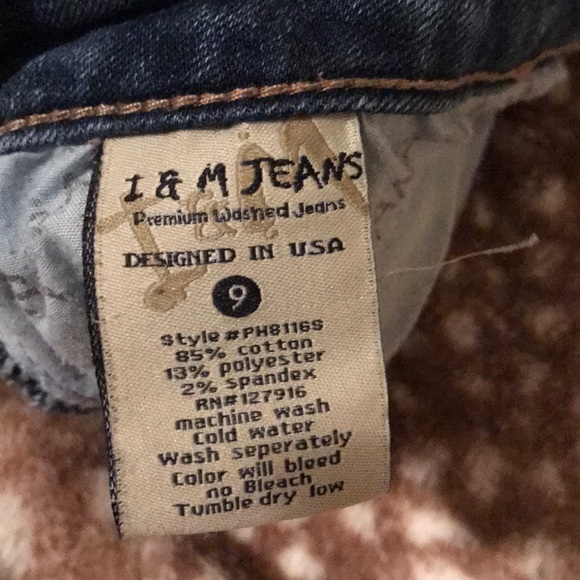 I & M JEANS
Premium Washed Jeans
DESIGNED IN USA
9
Style #PH8116S
85% cotton
13% polyester
2% spandex
RN#127916
machine wash
Cold water
Wash seperately
Color will bleed
no Bleach
Tumble dry low